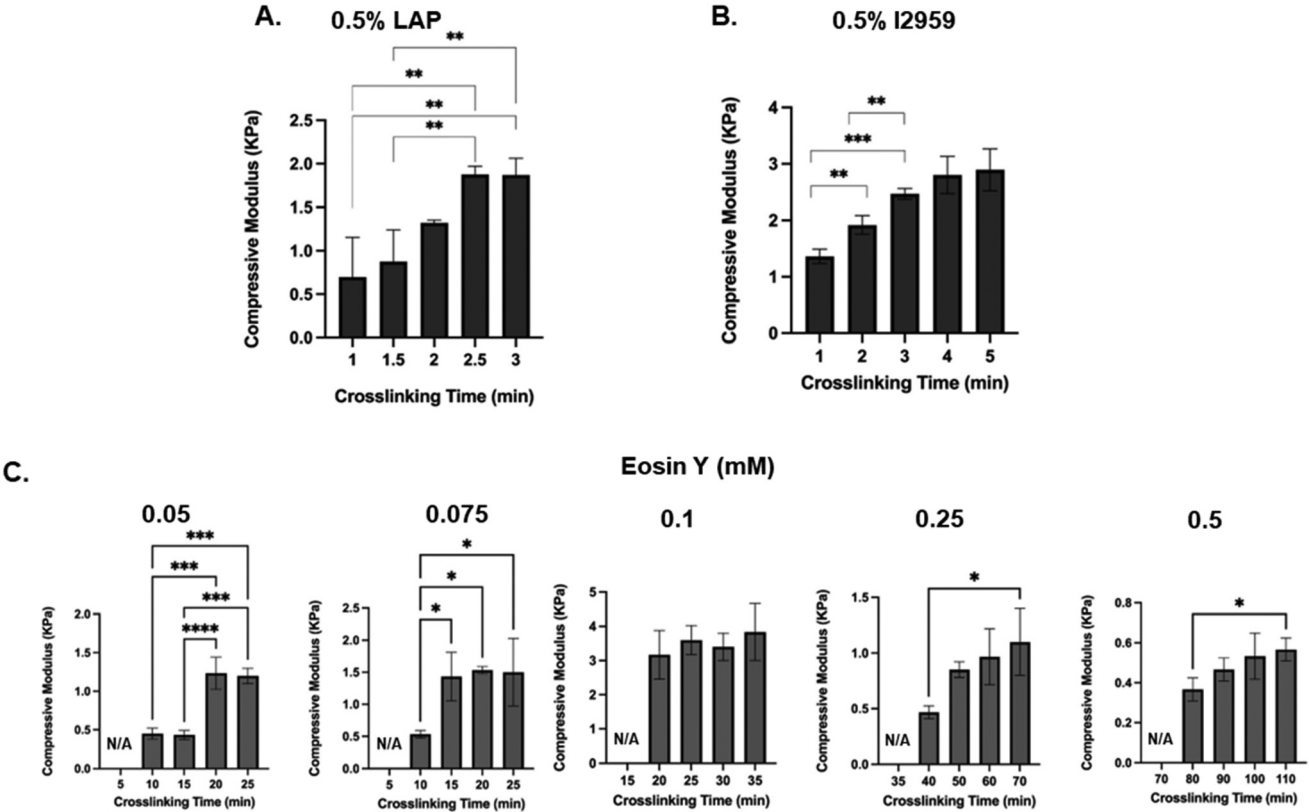 A. 0.5% LAP
**
**
**
**
Compressive Modulus (KPa)
2.5
2.0
1.5
1.0
0.5
0.0
1 1.5 2 2.5 3
Crosslinking Time (min)
B. 0.5% I2959
**
***
**
Compressive Modulus (KPa)
4
3
2
1
0
1 2 3 4 5
Crosslinking Time (min)
C. Eosin Y (mM)
0.05
***
***
***
****
Compressive Modulus (KPa)
2.0
1.5
1.0
0.5
0.0
N/A
5 10 15 20 25
Crosslinking Time (min)
0.075
*
*
*
Compressive Modulus (KPa)
2.5
2.0
1.5
1.0
0.5
0.0
N/A
5 10 15 20 25
Crosslinking Time (min)
0.1
Compressive Modulus (KPa)
5
4
3
2
1
0
N/A
15 20 25 30 35
Crosslinking Time (min)
0.25
*
Compressive Modulus (KPa)
1.5
1.0
0.5
0.0
N/A
35 40 50 60 70
Crosslinking Time (min)
0.5
*
Compressive Modulus (KPa)
0.8
0.6
0.4
0.2
0.0
N/A
70 80 90 100 110
Crosslinking Time (min)